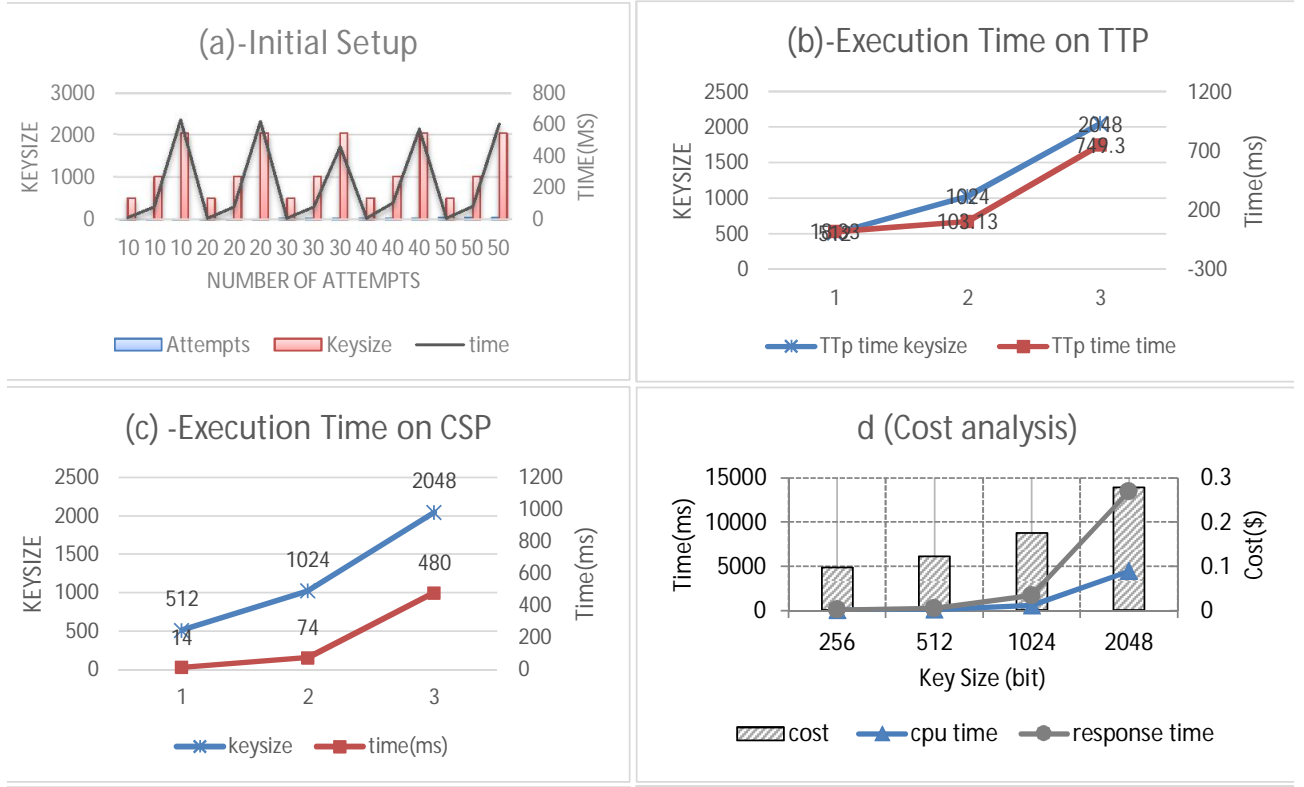 (a)-Initial Setup
3000
2000
1000
0
KEYSIZE
800
600
400
200
0
TIME(MS)
10 10 10 20 20 20 30 30 30 40 40 40 50 50 50
NUMBER OF ATTEMPTS
Attempts Keysize time
(b)-Execution Time on TTP
2500
2000
1500
1000
500
0
KEYSIZE
1200
700
200
-300
Time(ms)
512
1024
2048
103.13
749.3
1 2 3
TTp time keysize TTp time time
(c) -Execution Time on CSP
2500
2000
1500
1000
500
0
KEYSIZE
1200
1000
800
600
400
200
0
Time(ms)
512
1024
2048
14
74
480
1 2 3
keysize time(ms)
d (Cost analysis)
15000
10000
5000
0
Time(ms)
0.3
0.2
0.1
0
Cost($)
256 512 1024 2048
Key Size (bit)
cost cpu time response time